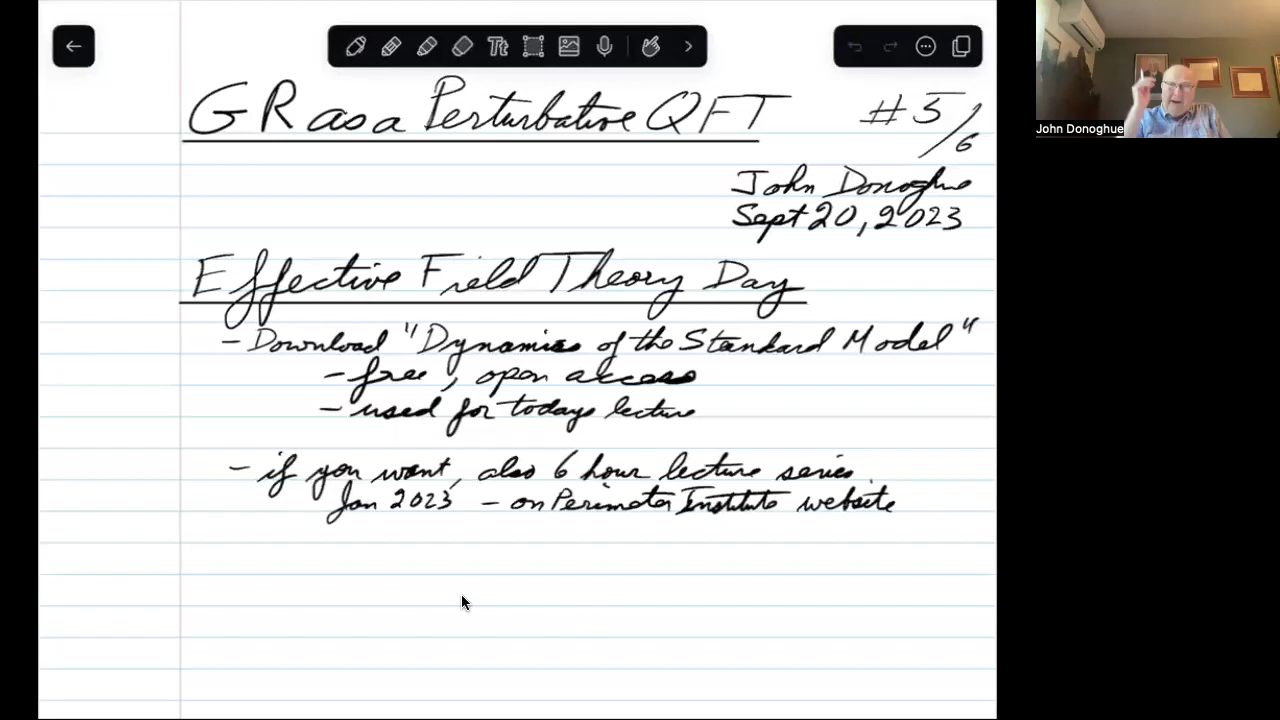 GR as a Perturbative QFT #5/6
John Donoghue
Sept 20, 2023
Effective Field Theory Day
- Download "Dynamics of the Standard Model"
- free, open access
- used for todays lecture
- if you want, also 6 hour lecture series.
Jan 2023 - on Perimeter Institute website
Tt
John Donoghue